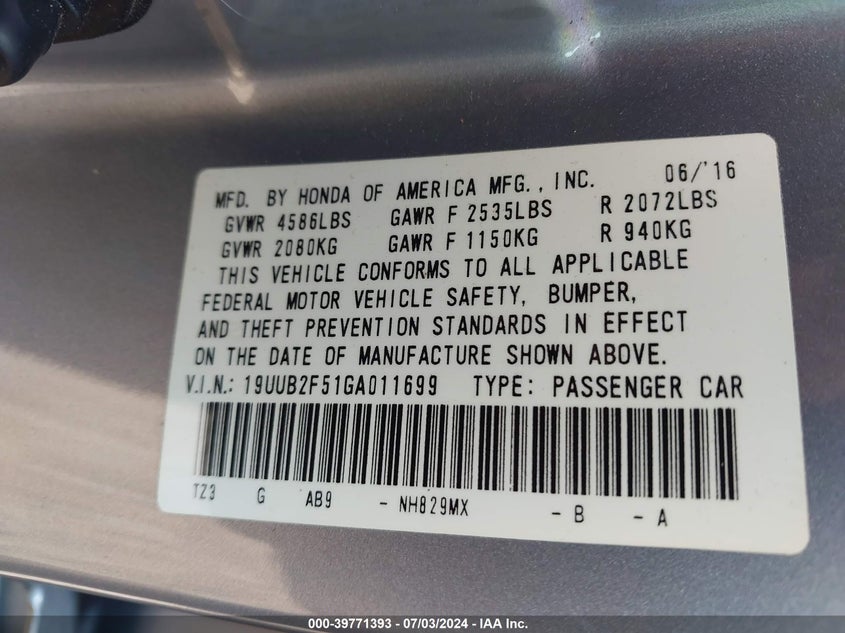 MFD. BY HONDA OF AMERICA MFG., INC. 06/'16
GVWR 4586LBS GAWR F 2535LBS R 2072LBS
GVWR 2080KG GAWR F 1150KG R 940KG
THIS VEHICLE CONFORMS TO ALL APPLICABLE
FEDERAL MOTOR VEHICLE SAFETY, BUMPER,
AND THEFT PREVENTION STANDARDS IN EFFECT
ON THE DATE OF MANUFACTURE SHOWN ABOVE.
V.I.N.: 19UUB2F51GA011699 TYPE: PASSENGER CAR
TZ3 G AB9 - NH829MX - B - A
000-39771393 - 07/03/2024 - IAA Inc.